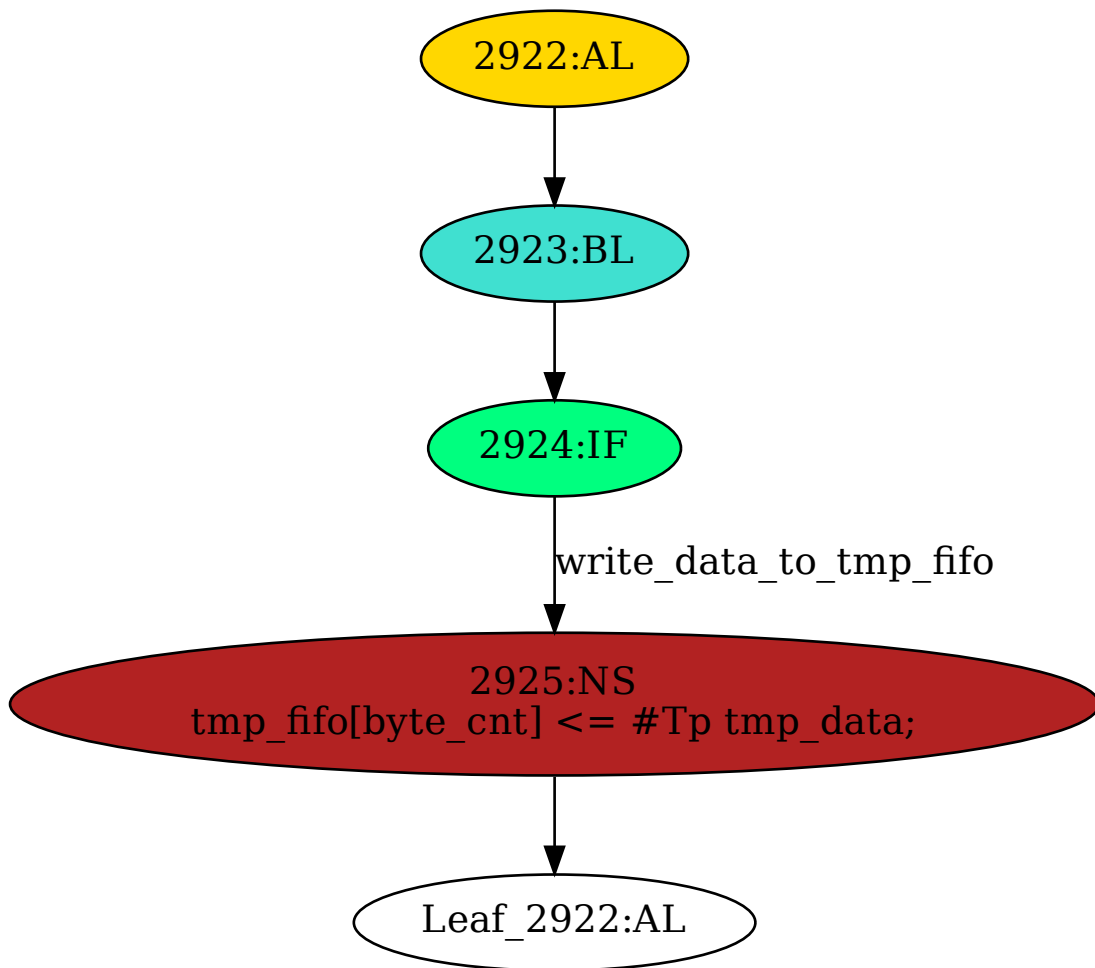 2922:AL
2923:BL
2924:IF
write_data_to_tmp_fifo
2925:NS
tmp_fifo[byte_cnt] <= #Tp tmp_data;
Leaf_2922:AL